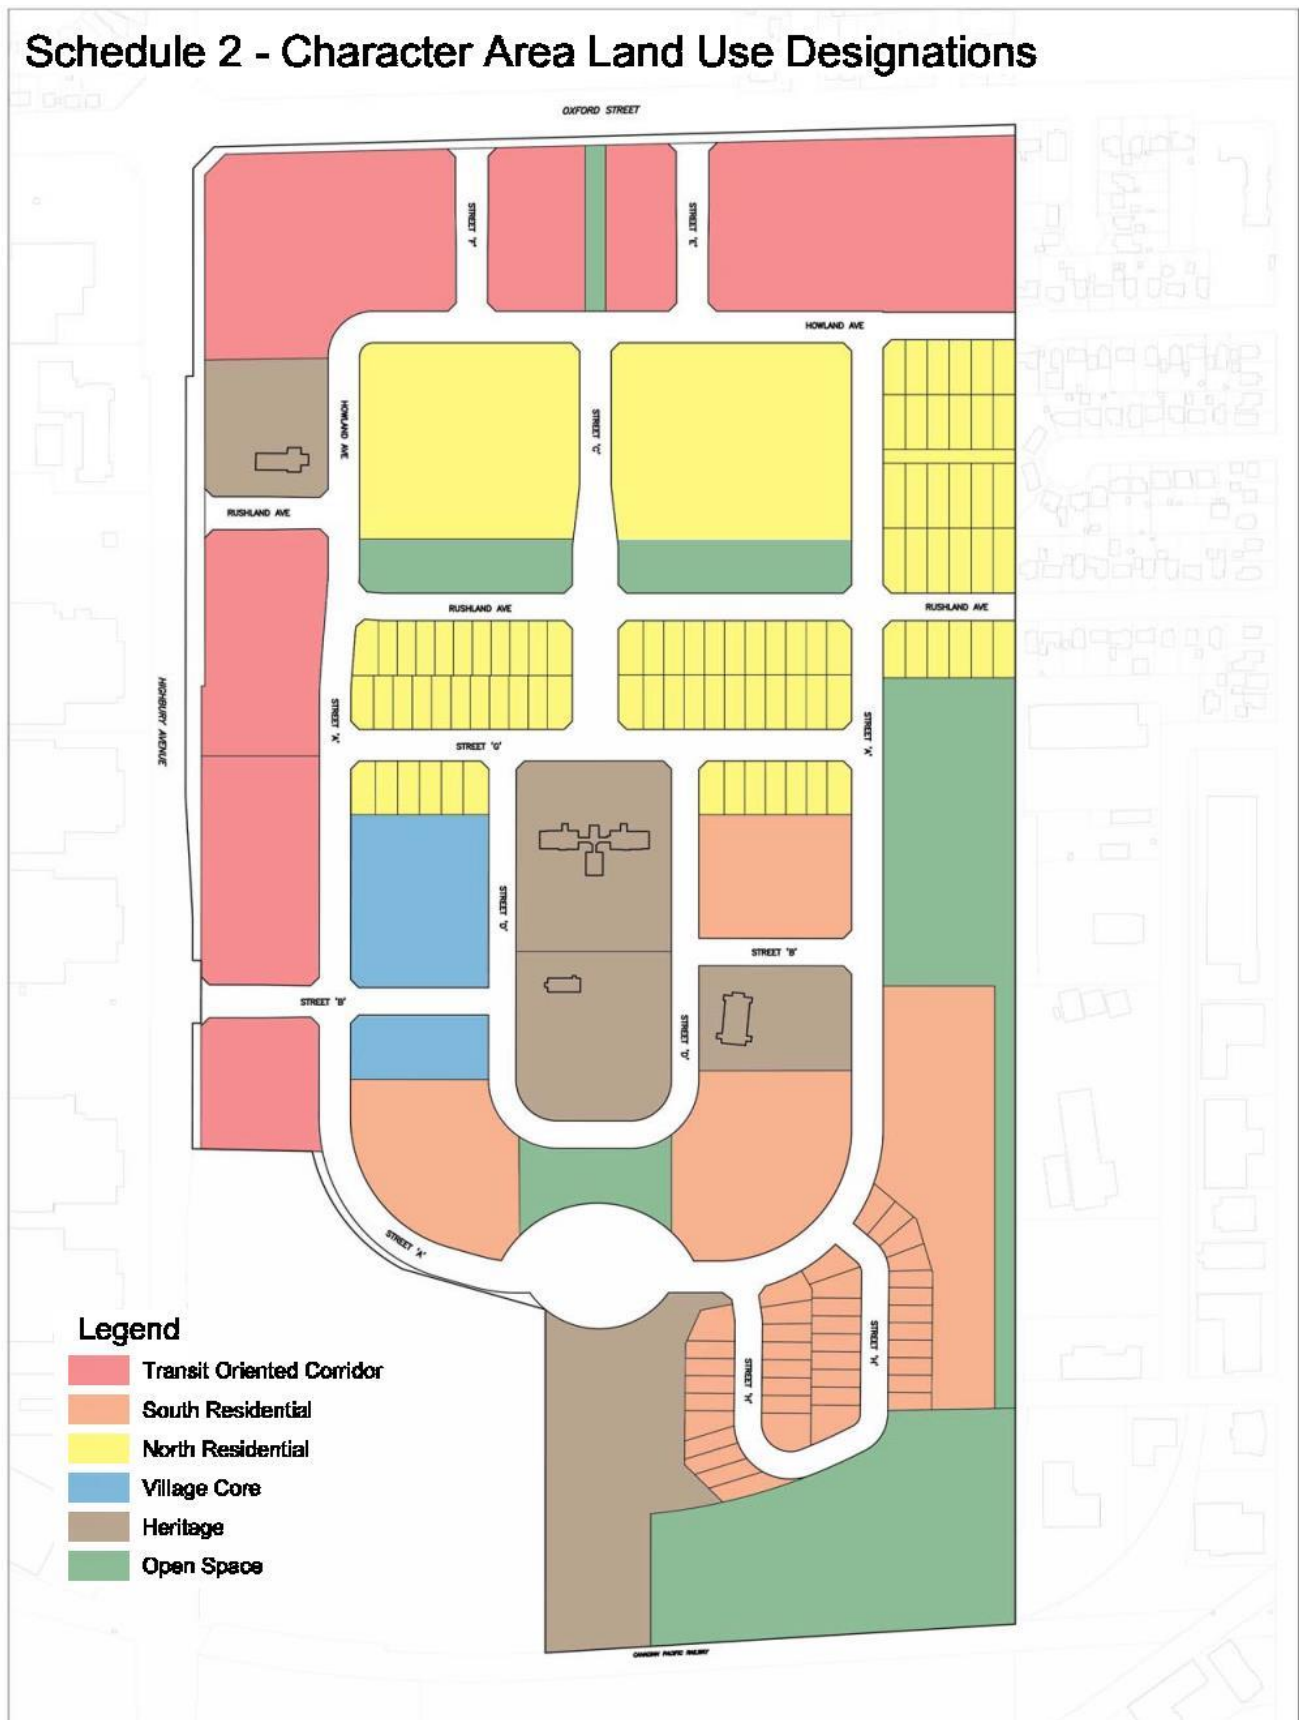 Schedule 2 - Character Area Land Use Designations
OXFORD STREET
STREET 'F'
STREET 'E'
HOWLAND AVE
HOWLAND AVE
STREET 'C'
RUSHLAND AVE
RUSHLAND AVE
RUSHLAND AVE
HIGHBURY AVENUE
STREET 'A'
STREET 'A'
STREET 'G'
STREET 'D'
STREET 'B'
STREET 'B'
STREET 'D'
STREET 'A'
STREET 'H'
STREET 'H'
Legend
Transit Oriented Corridor
South Residential
North Residential
Village Core
Heritage
Open Space
CANADIAN PACIFIC RAILWAY